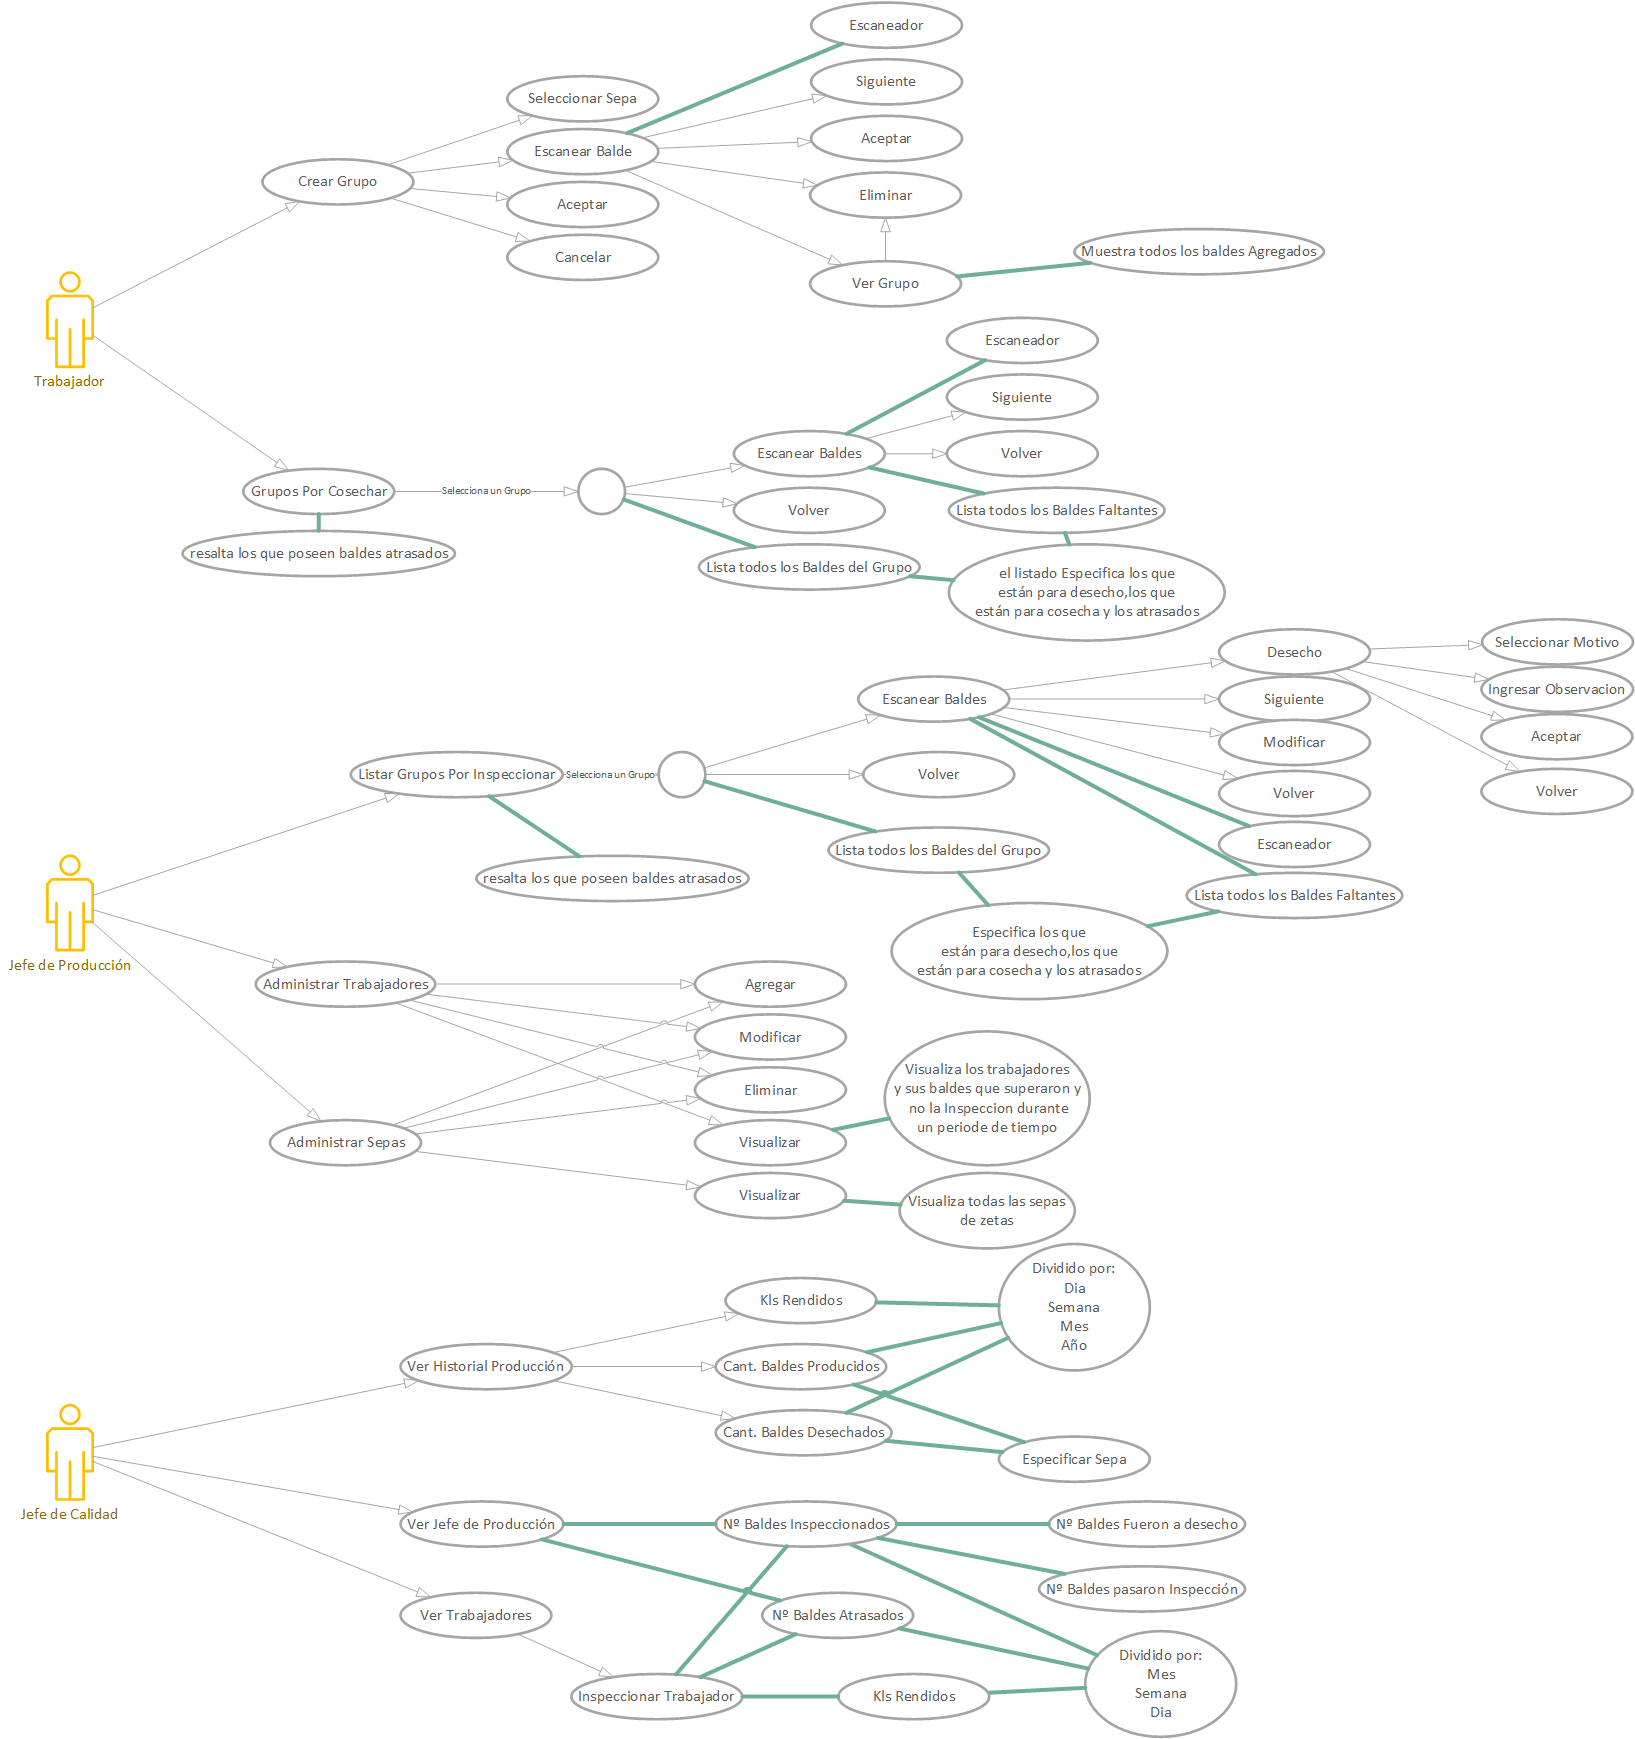 Escaneador
Siguiente
Seleccionar Sepa
Aceptar
Escanear Balde
Crear Grupo
Eliminar
Aceptar
Cancelar
Muestra todos los baldes Agregados
Ver Grupo
Trabajador
Escaneador
Siguiente
Escanear Baldes
Volver
Grupos Por Cosechar
Selecciona un Grupo
Volver
Lista todos los Baldes Faltantes
resalta los que poseen baldes atrasados
Lista todos los Baldes del Grupo
el listado Especifica los que
están para desecho,los que
están para cosecha y los atrasados
Desecho
Seleccionar Motivo
Escanear Baldes
Siguiente
Ingresar Observacion
Modificar
Aceptar
Listar Grupos Por Inspeccionar
Selecciona un Grupo
Volver
Volver
Volver
Escaneador
Lista todos los Baldes del Grupo
resalta los que poseen baldes atrasados
Lista todos los Baldes Faltantes
Especifica los que
están para desecho,los que
están para cosecha y los atrasados
Jefe de Producción
Administrar Trabajadores
Agregar
Modificar
Eliminar
Visualiza los trabajadores
y sus baldes que superaron y
no la Inspeccion durante
un periode de tiempo
Administrar Sepas
Visualizar
Visualizar
Visualiza todas las sepas
de zetas
Kls Rendidos
Dividido por:
Dia
Semana
Mes
Año
Ver Historial Producción
Cant. Baldes Producidos
Cant. Baldes Desechados
Especificar Sepa
Jefe de Calidad
Ver Jefe de Producción
Nº Baldes Inspeccionados
Nº Baldes Fueron a desecho
Nº Baldes pasaron Inspección
Ver Trabajadores
Nº Baldes Atrasados
Inspeccionar Trabajador
Kls Rendidos
Dividido por:
Mes
Semana
Dia